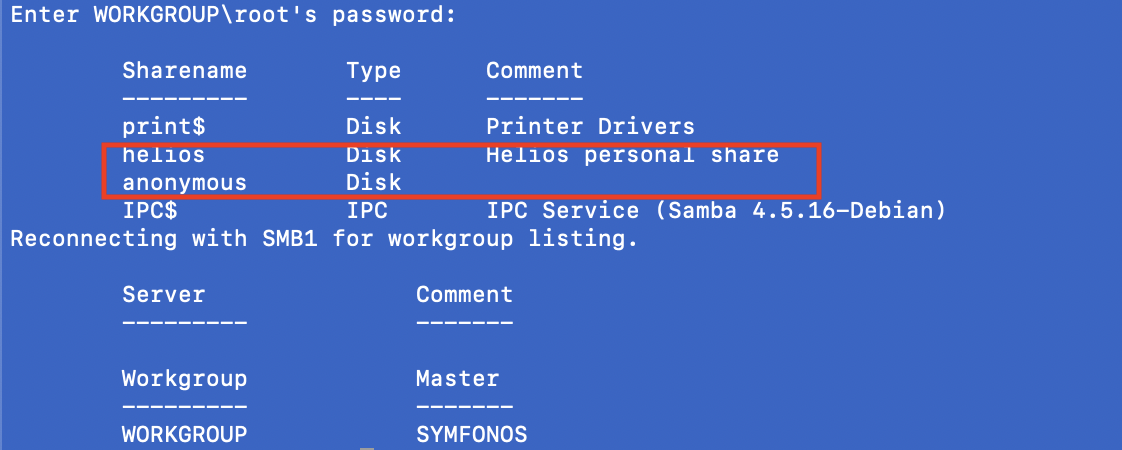 Enter WORKGROUP\root's password:
Sharename Type Comment
--------- ---- -------
print$ Disk Printer Drivers
helios Disk Helios personal share
anonymous Disk
IPC$ IPC IPC Service (Samba 4.5.16-Debian)
Reconnecting with SMB1 for workgroup listing.
Server Comment
--------- -------
Workgroup Master
--------- -------
WORKGROUP SYMFONOS